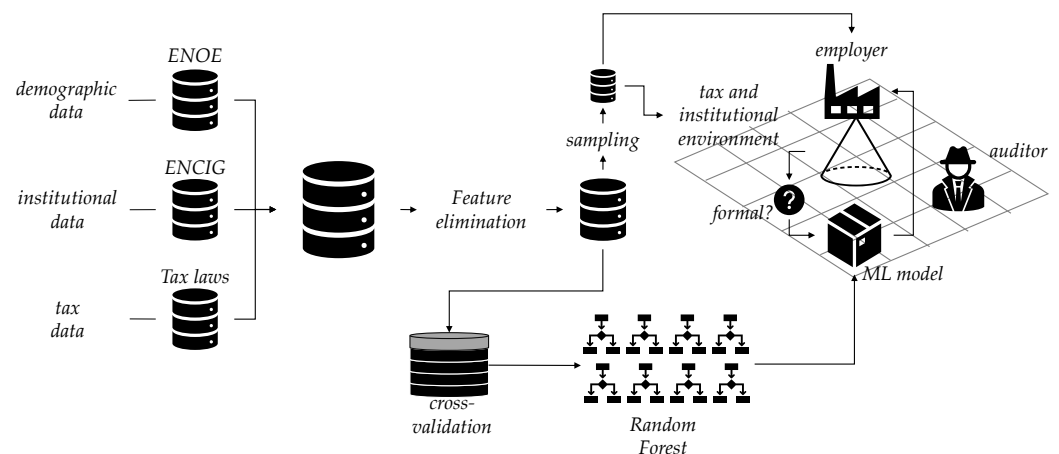 ENOE
demographic
data
ENCIG
institutional
data
Tax laws
tax
data
Feature
elimination
sampling
cross-
validation
Random
Forest
tax and
institutional
environment
employer
auditor
?
formal?
ML model